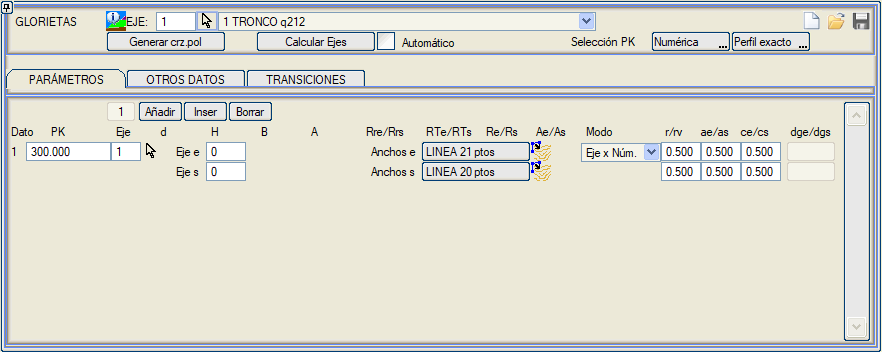 GLORIETAS EJE: 1 1 TRONCO q212
Generar crz.pol Calcular Ejes Automático Selección PK Numérica ... Perfil exacto ...
PARÁMETROS OTROS DATOS TRANSICIONES
1 Añadir Inser Borrar
Dato PK Eje d H B A Rre/Rrs RTe/RTs Re/Rs Ae/As Modo r/rv ae/as ce/cs dge/dgs
1 300.000 1 Eje e 0 Anchos e LINEA 21 ptos Eje x Núm. 0.500 0.500 0.500
Eje s 0 Anchos s LINEA 20 ptos 0.500 0.500 0.500